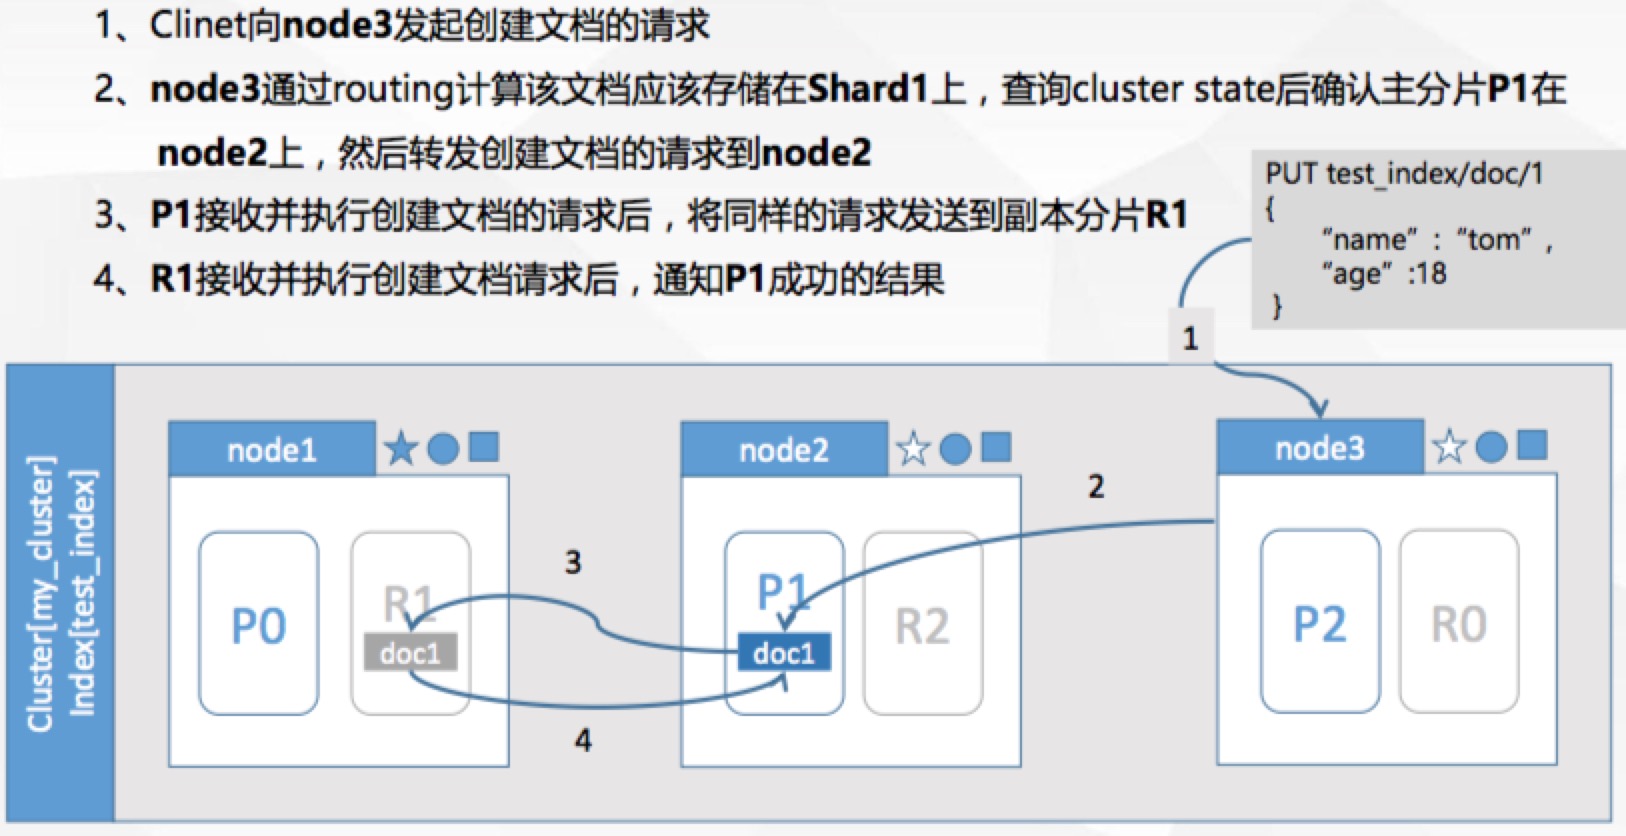 1、Clinet向node3发起创建文档的请求
2、node3通过routing计算该文档应该存储在Shard1上，查询cluster state后确认主分片P1在
node2上，然后转发创建文档的请求到node2
3、P1接收并执行创建文档的请求后，将同样的请求发送到副本分片R1
4、R1接收并执行创建文档请求后，通知P1成功的结果
PUT test_index/doc/1
{
“name” : “tom” ,
“age” :18
}
1
Cluster[my_cluster]
Index[test_index]
node1
node2
node3
2
3
P0
R1
doc1
P1
doc1
R2
P2
R0
4